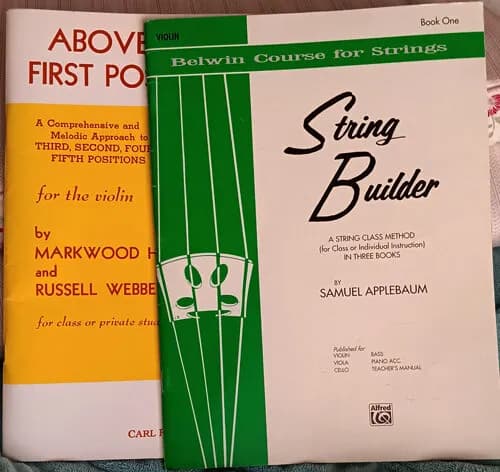 ABOVE
FIRST PO
A Comprehensive and
Melodic Approach to
THIRD, SECOND, FOU
FIFTH POSITIONS
for the violin
by
MARKWOOD H
and
RUSSELL WEBBE
for class or private stud
CARL F
VIOLIN
Book One
Belwin Course for Strings
String
Builder
A STRING CLASS METHOD
(for Class or Individual Instruction)
IN THREE BOOKS
BY
SAMUEL APPLEBAUM
Published for:
VIOLIN BASS
VIOLA PIANO ACC.
CELLO TEACHER'S MANUAL
Alfred